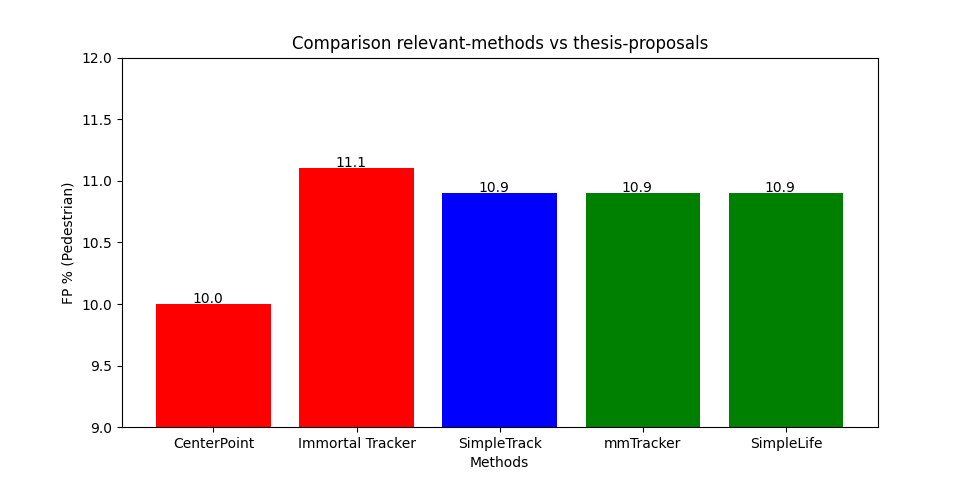 Comparison relevant-methods vs thesis-proposals
12.0
11.5
11.0
10.5
10.0
9.5
9.0
FP % (Pedestrian)
10.0
11.1
10.9
10.9
10.9
CenterPoint
Immortal Tracker
SimpleTrack
mmTracker
SimpleLife
Methods